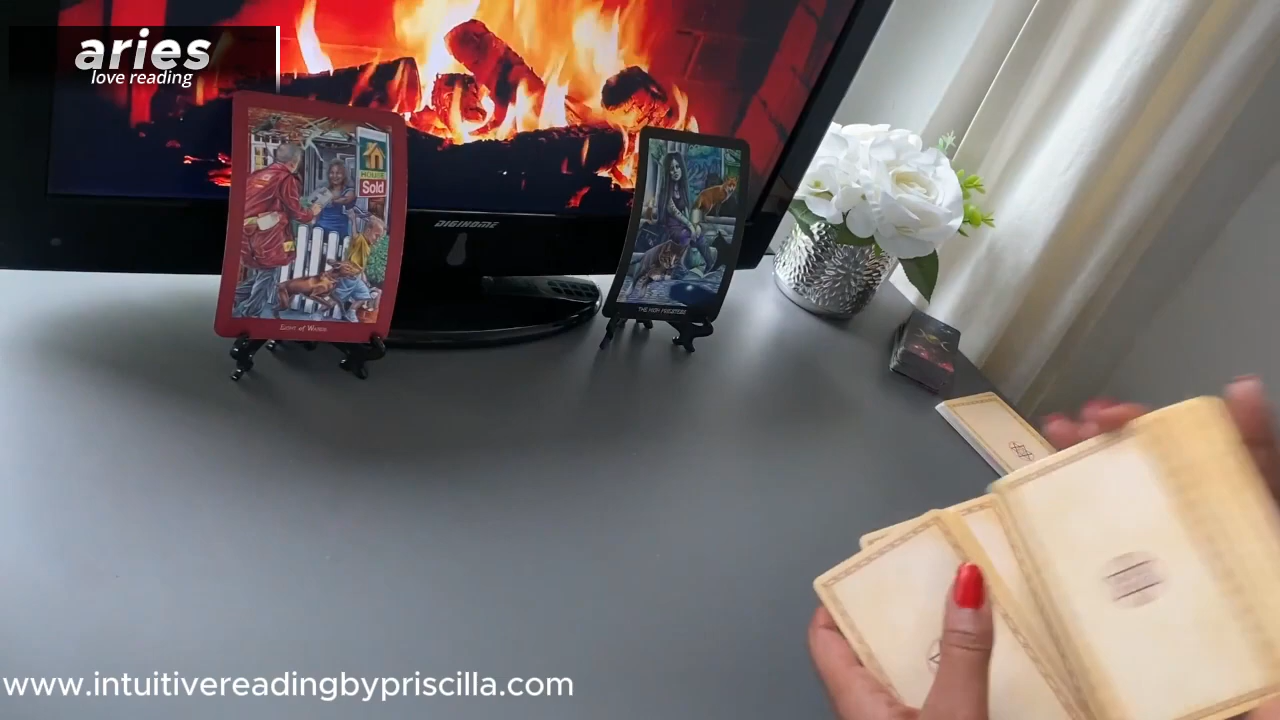 aries
love reading
HOUSE
Sold
DIGIHOME
Eight of Wands
THE HIGH PRIESTESS
www.intuitivereadingbypriscilla.com